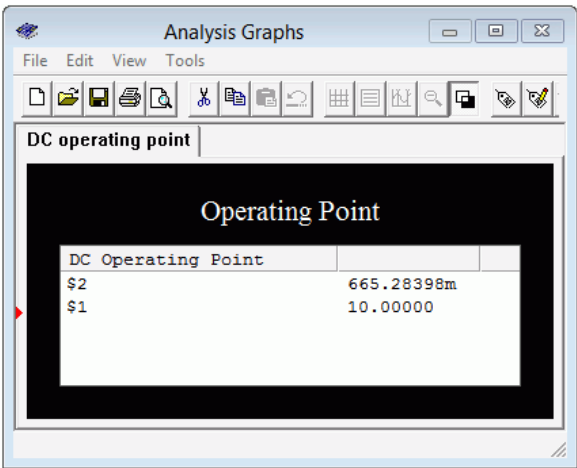 Analysis Graphs
File Edit View Tools
DC operating point
Operating Point
DC Operating Point
$2 665.28398m
$1 10.00000